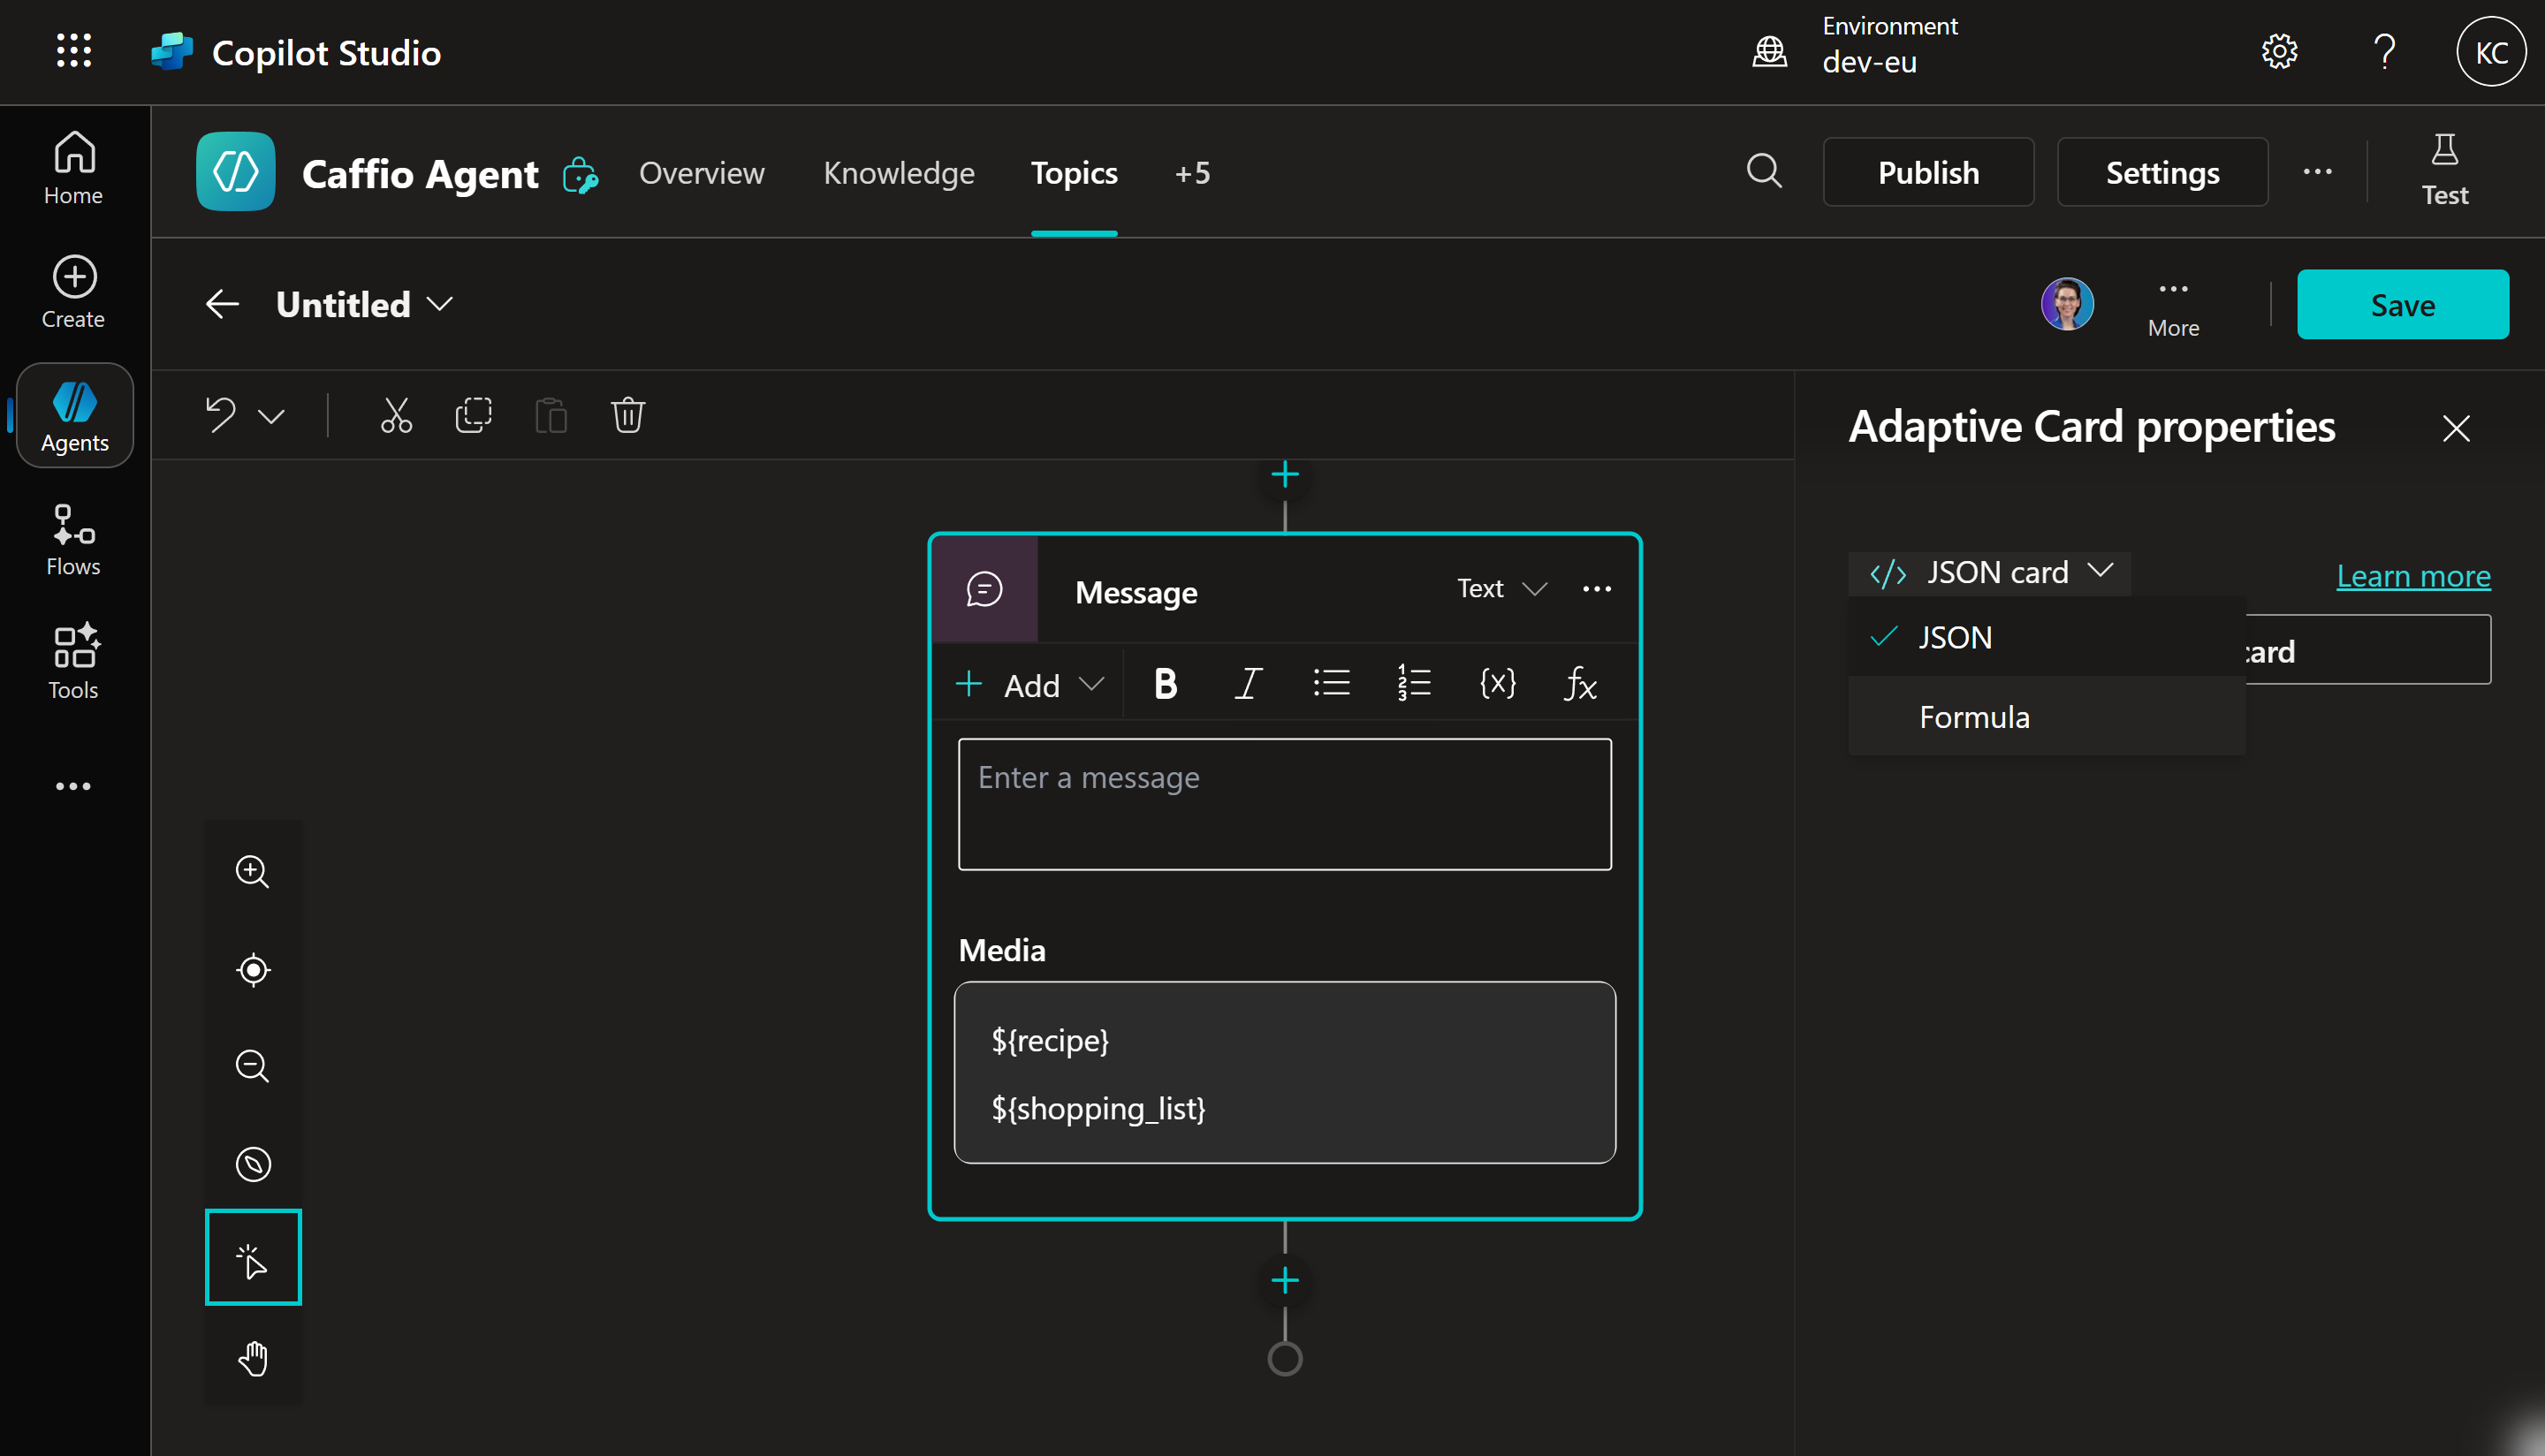 Copilot Studio
Environment
dev-eu
KC
Home
Create
Agents
Flows
Tools
Caffio Agent
Overview
Knowledge
Topics
+5
Publish
Settings
Test
Untitled
More
Save
Message
Text
Add
Enter a message
Media
${recipe}
${shopping_list}
Adaptive Card properties
JSON card
Learn more
JSON
Formula
card